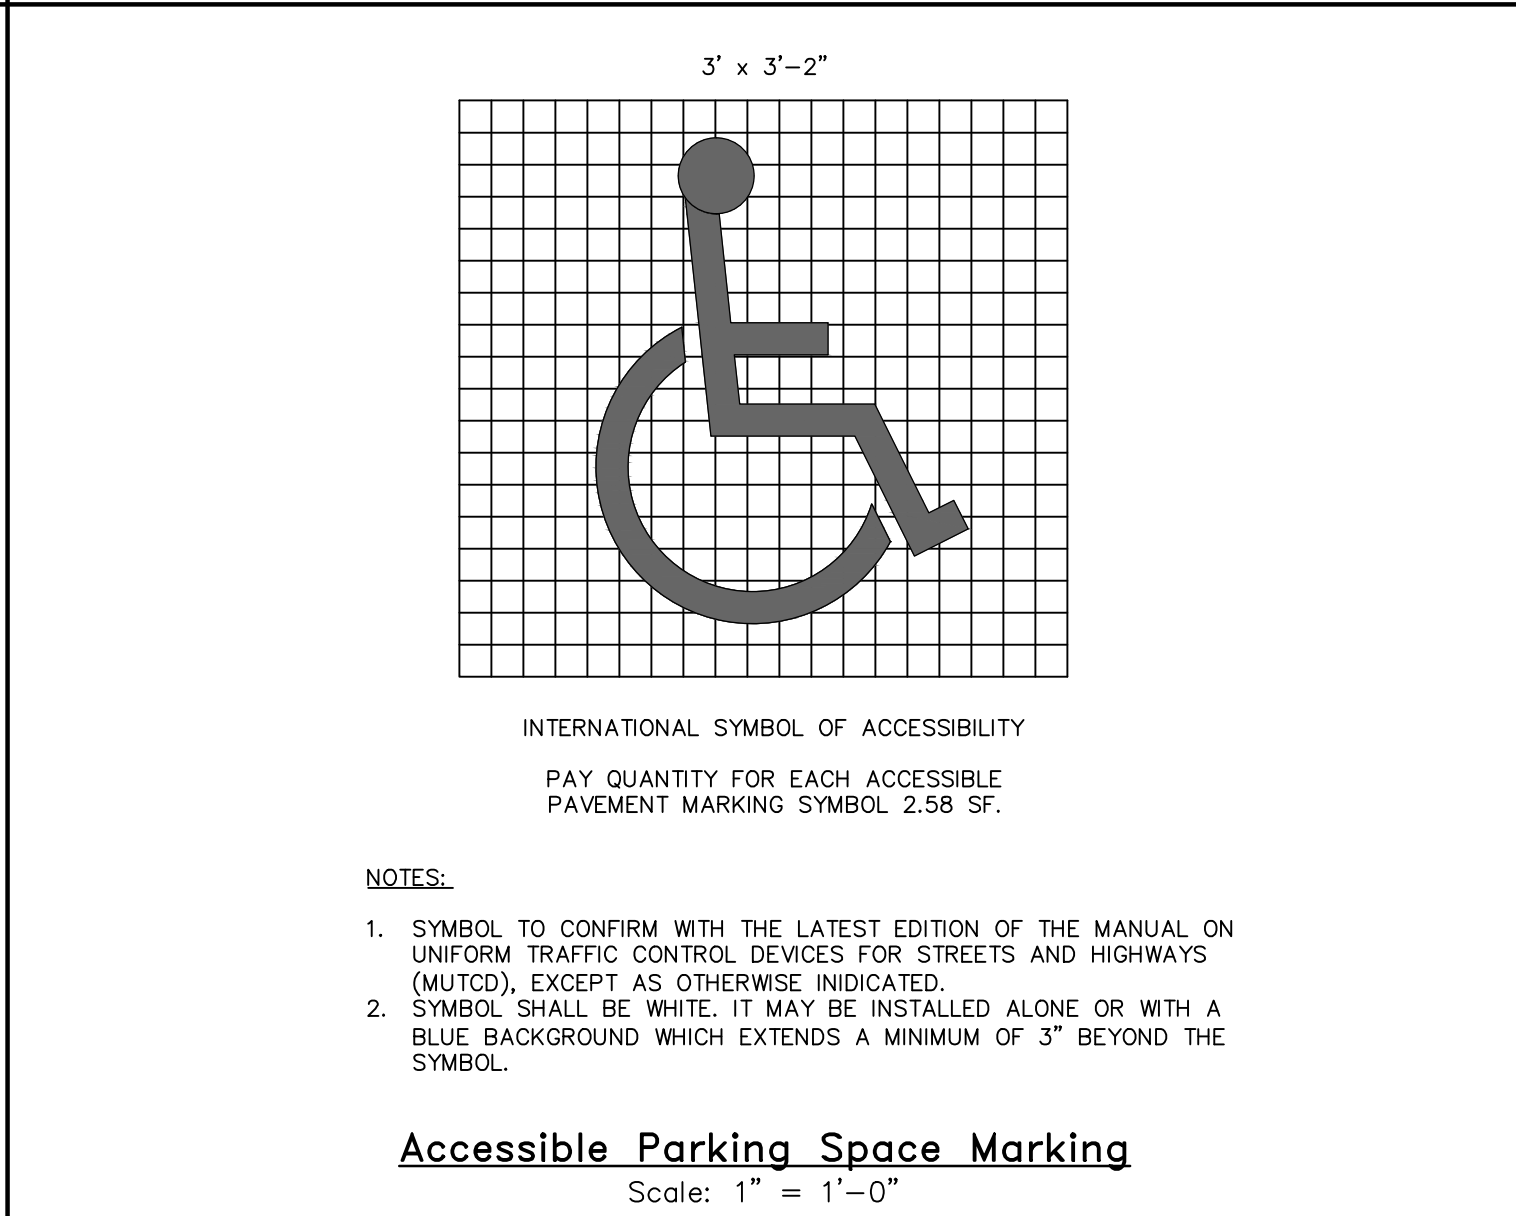 3' x 3'-2"
INTERNATIONAL SYMBOL OF ACCESSIBILITY
PAY QUANTITY FOR EACH ACCESSIBLE
PAVEMENT MARKING SYMBOL 2.58 SF.
NOTES:
1. SYMBOL TO CONFIRM WITH THE LATEST EDITION OF THE MANUAL ON
UNIFORM TRAFFIC CONTROL DEVICES FOR STREETS AND HIGHWAYS
(MUTCD), EXCEPT AS OTHERWISE INIDICATED.
2. SYMBOL SHALL BE WHITE. IT MAY BE INSTALLED ALONE OR WITH A
BLUE BACKGROUND WHICH EXTENDS A MINIMUM OF 3" BEYOND THE
SYMBOL.
Accessible Parking Space Marking
Scale: 1" = 1'-0"